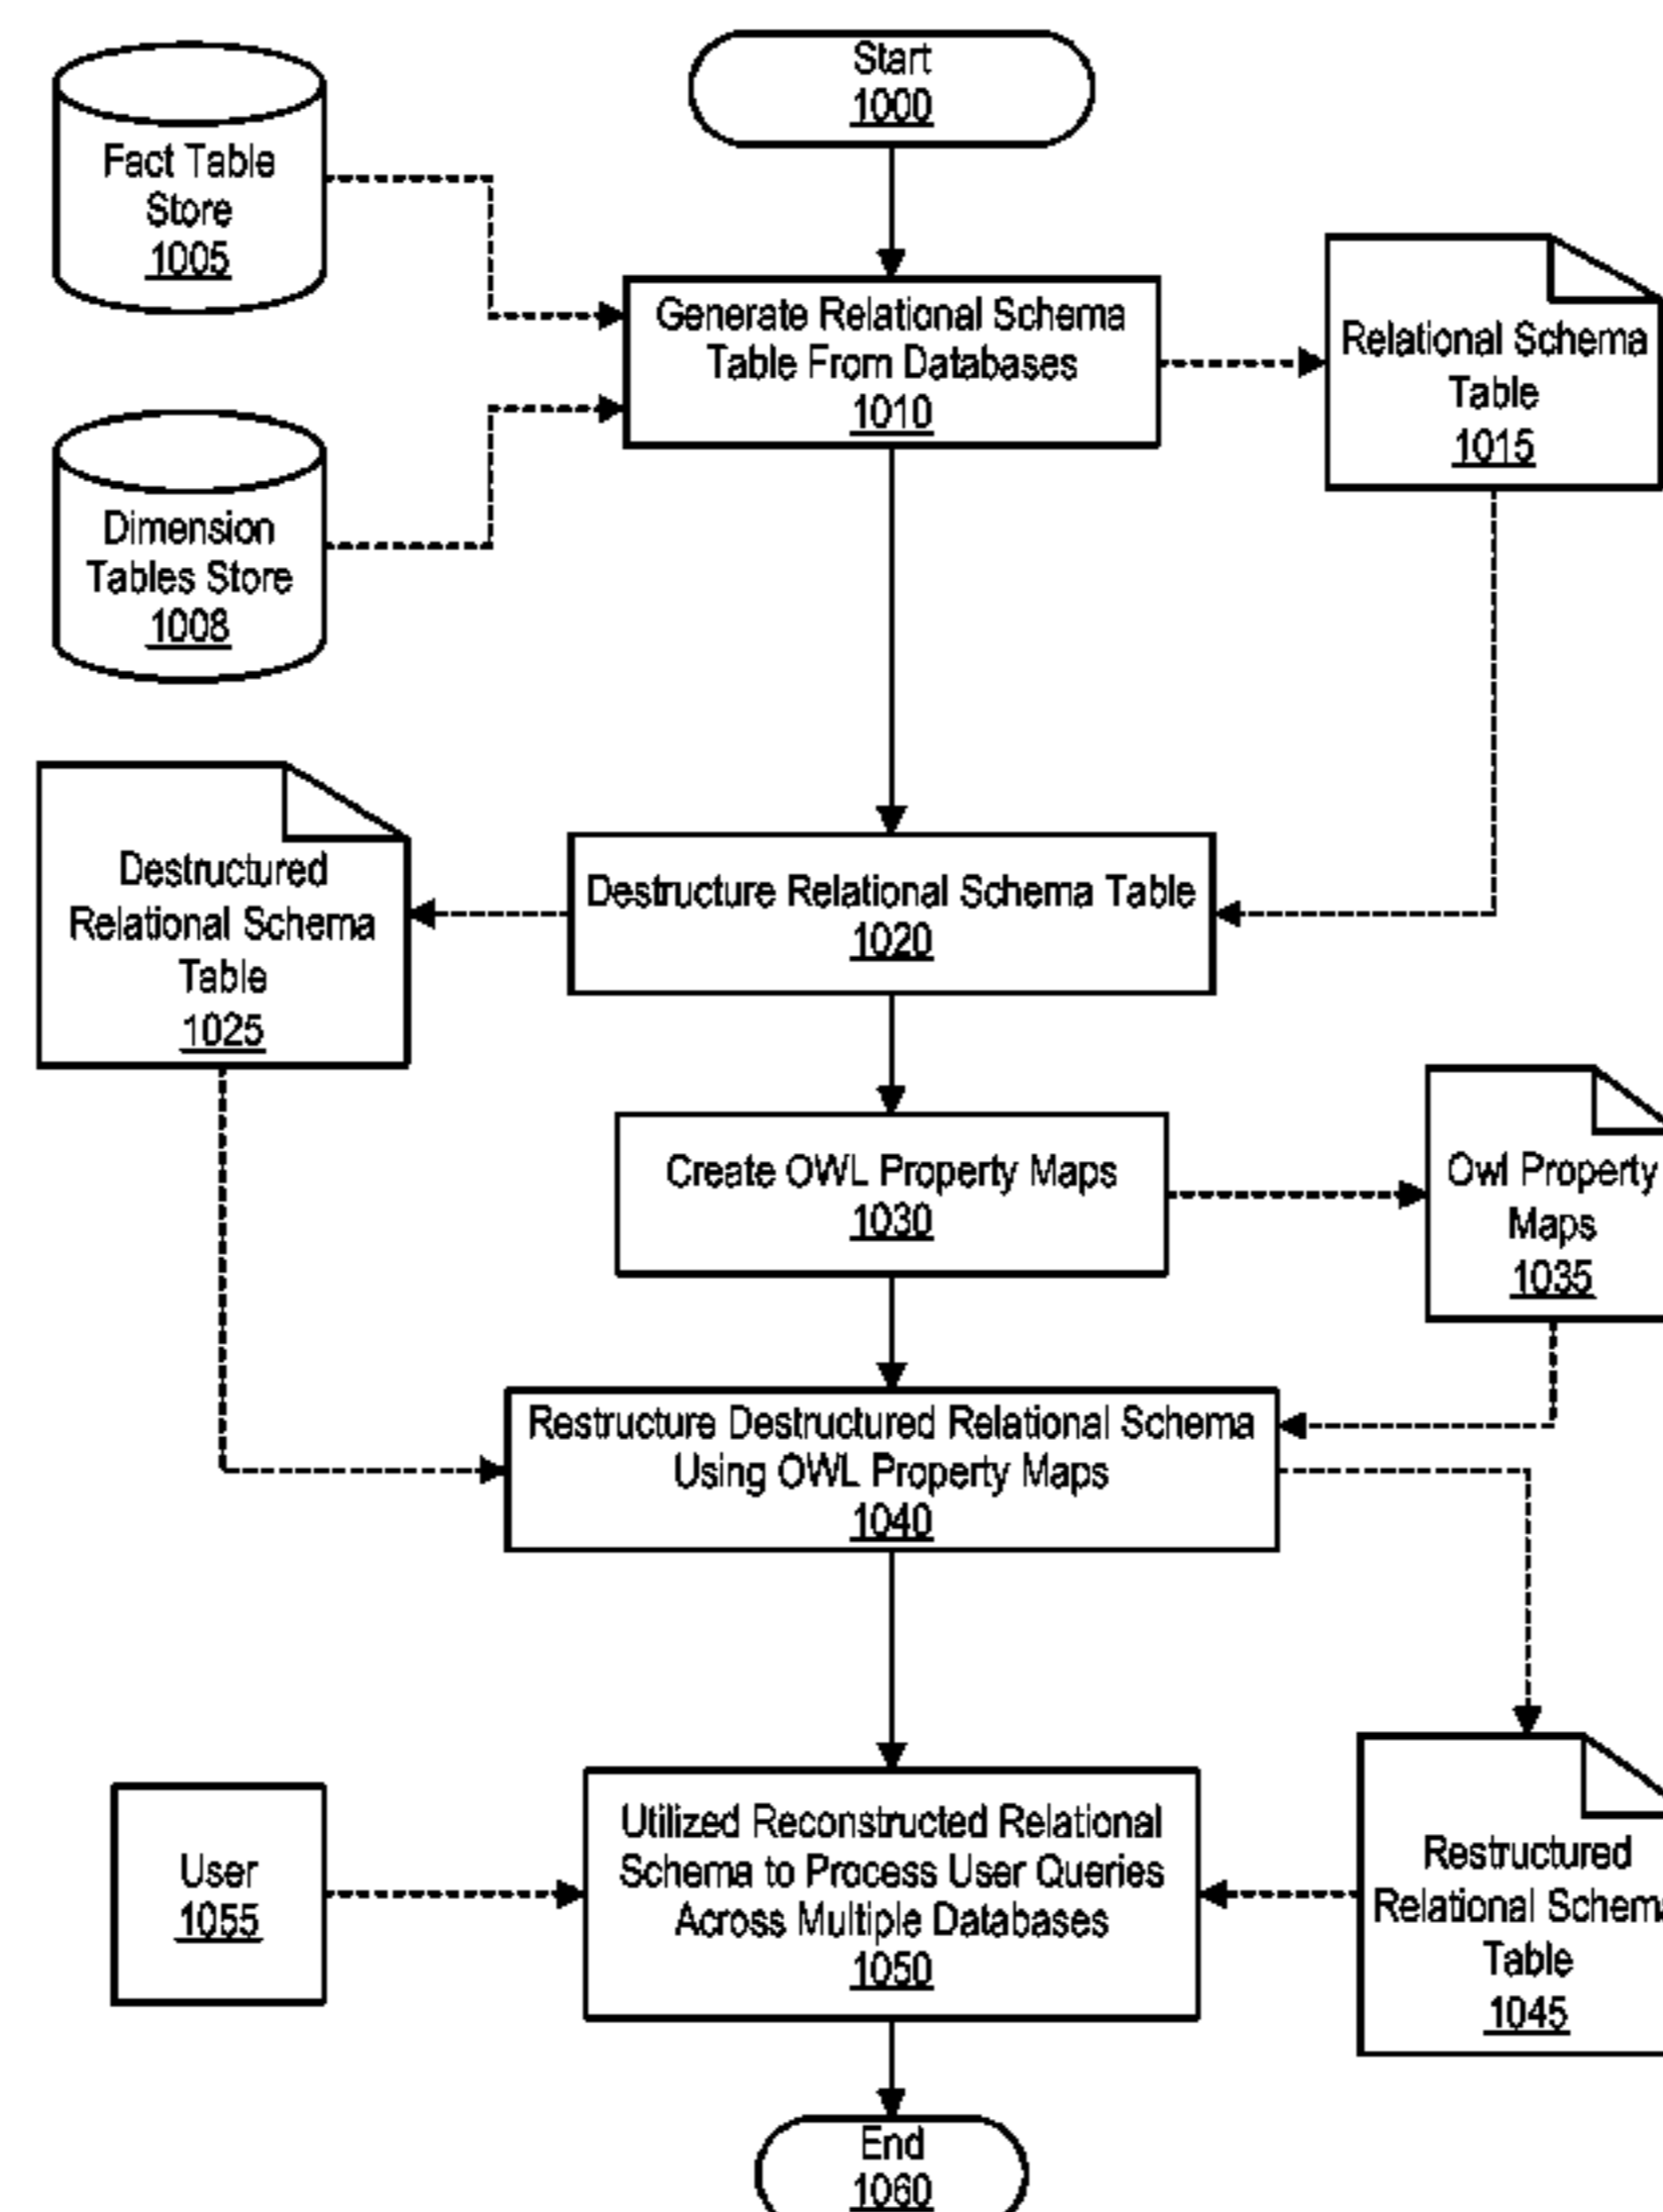 Start
1000
Fact Table
Store
1005
Generate Relational Schema
Table From Databases
1010
Relational Schema
Table
1015
Dimension
Tables Store
1008
Destructured
Relational Schema
Table
1025
Destructure Relational Schema Table
1020
Create OWL Property Maps
1030
Owl Property
Maps
1035
Restructure Destructured Relational Schema
Using OWL Property Maps
1040
User
1055
Utilized Reconstructed Relational
Schema to Process User Queries
Across Multiple Databases
1050
Restructured
Relational Schema
Table
1045
End
1060